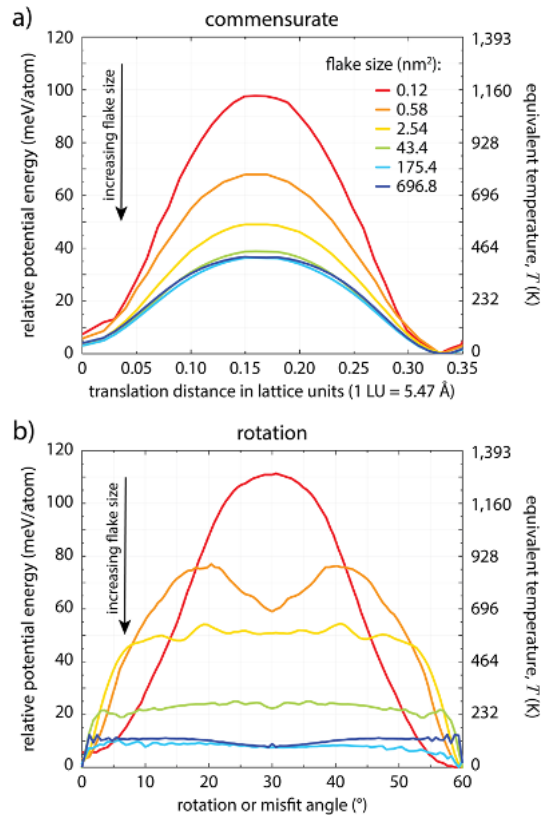 a)
commensurate
120
100
80
60
40
20
0
relative potential energy (meV/atom)
increasing flake size
flake size (nm²):
0.12
0.58
2.54
43.4
175.4
696.8
1,393
1,160
928
696
464
232
0
equivalent temperature, T (K)
0 0.05 0.10 0.15 0.20 0.25 0.30 0.35
translation distance in lattice units (1 LU = 5.47 Å)
b)
rotation
120
100
80
60
40
20
0
relative potential energy (meV/atom)
increasing flake size
1,393
1,160
928
696
464
232
0
equivalent temperature, T (K)
0 10 20 30 40 50 60
rotation or misfit angle (°)